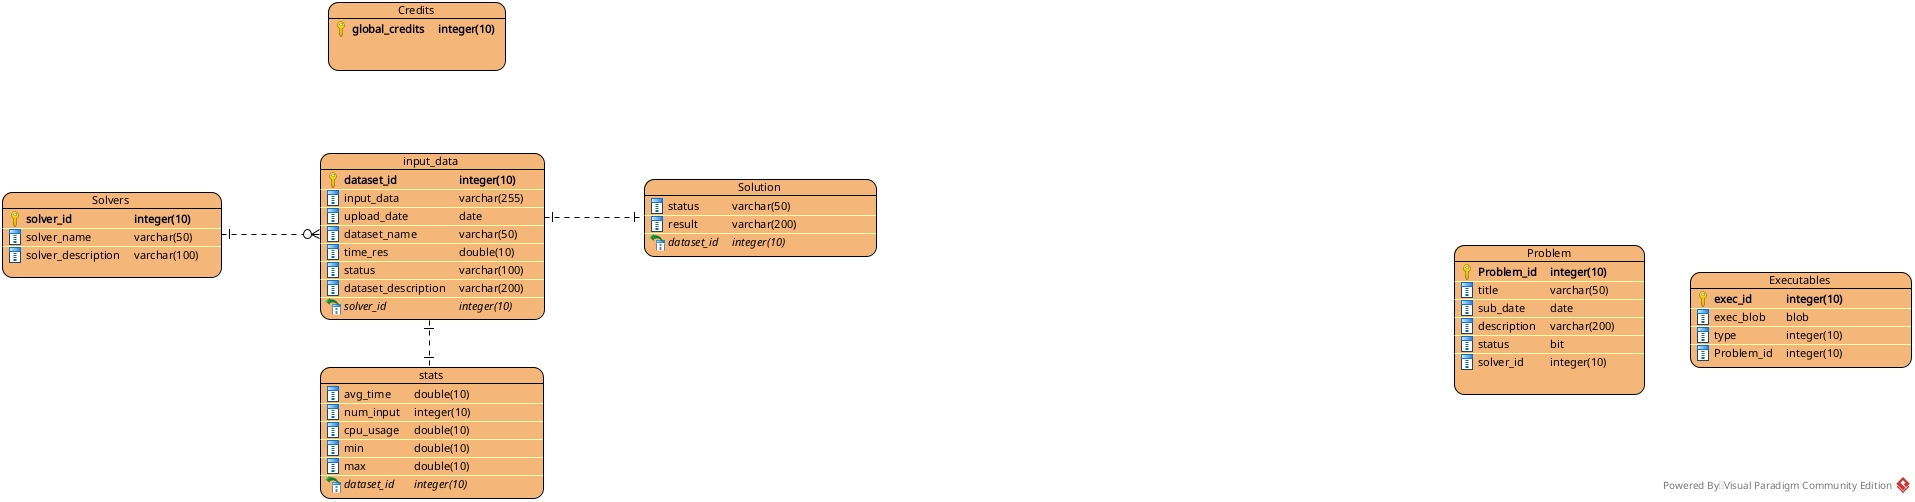 Credits
global_credits integer(10)
input_data
dataset_id integer(10)
input_data varchar(255)
upload_date date
dataset_name varchar(50)
time_res double(10)
status varchar(100)
dataset_description varchar(200)
solver_id integer(10)
Solvers
solver_id integer(10)
solver_name varchar(50)
solver_description varchar(100)
Solution
status varchar(50)
result varchar(200)
dataset_id integer(10)
stats
avg_time double(10)
num_input integer(10)
cpu_usage double(10)
min double(10)
max double(10)
dataset_id integer(10)
Problem
Problem_id integer(10)
title varchar(50)
sub_date date
description varchar(200)
status bit
solver_id integer(10)
Executables
exec_id integer(10)
exec_blob blob
type integer(10)
Problem_id integer(10)
Powered By Visual Paradigm Community Edition